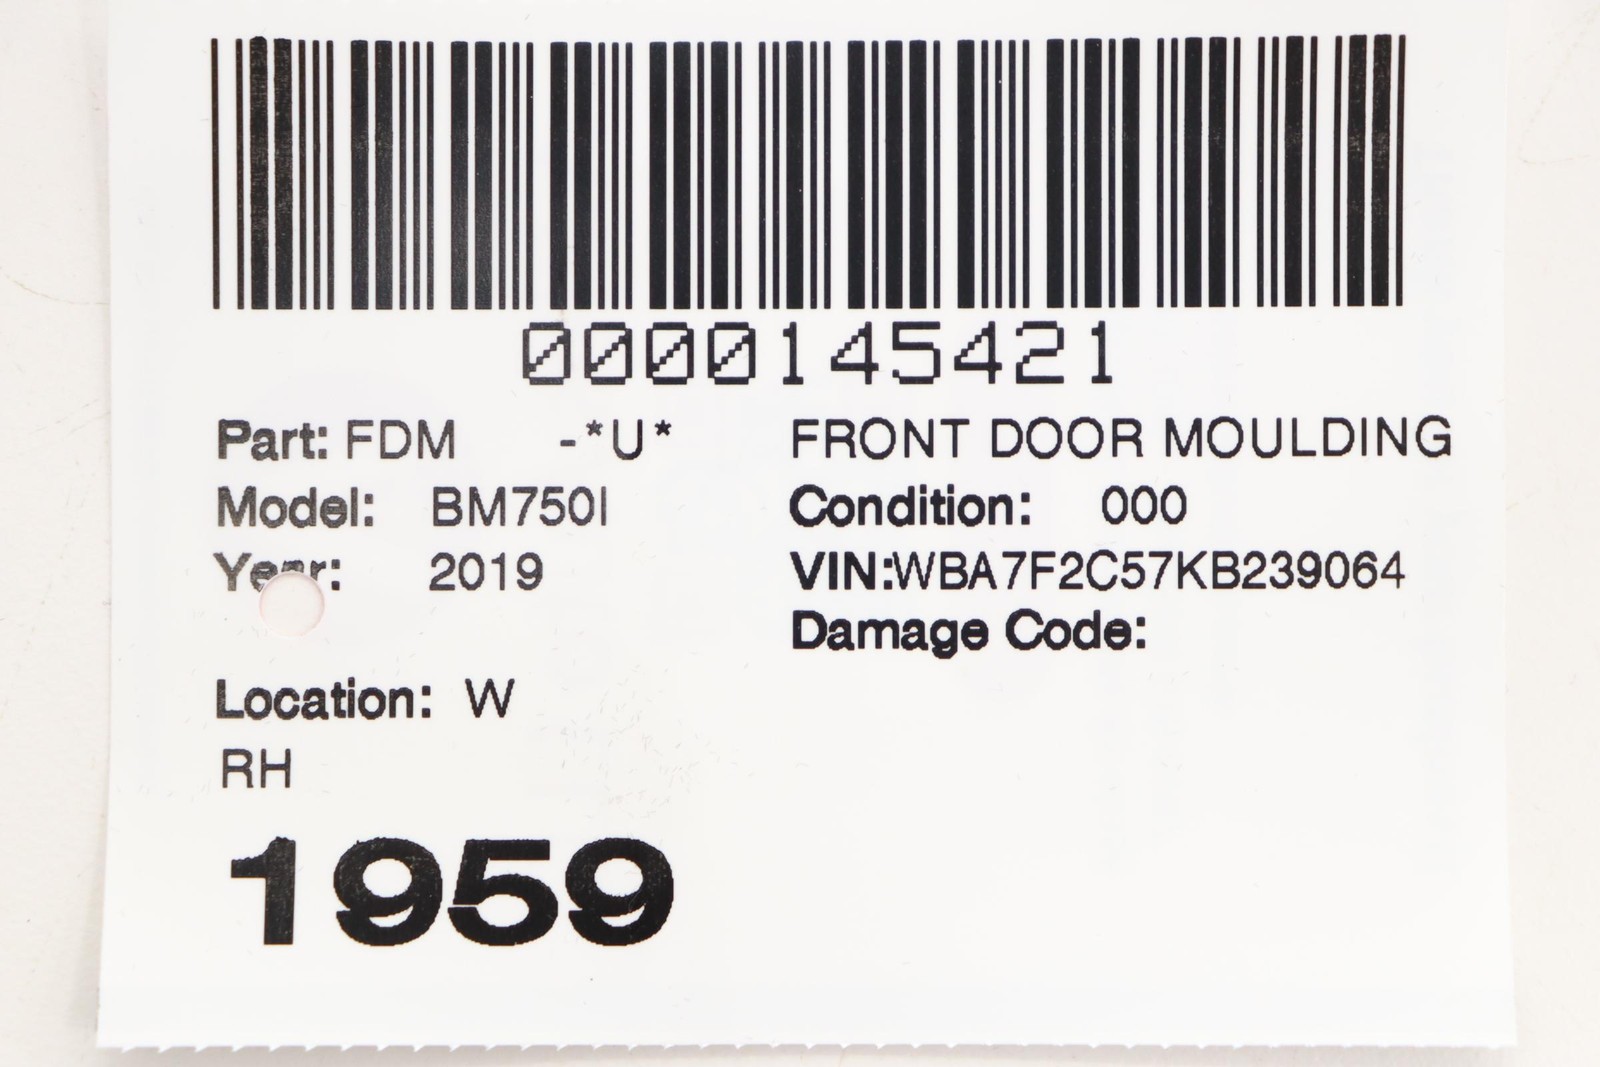 0000145421
Part: FDM -*U* FRONT DOOR MOULDING
Model: BM750I Condition: 000
Year: 2019 VIN:WBA7F2C57KB239064
Damage Code:
Location: W
RH
1959